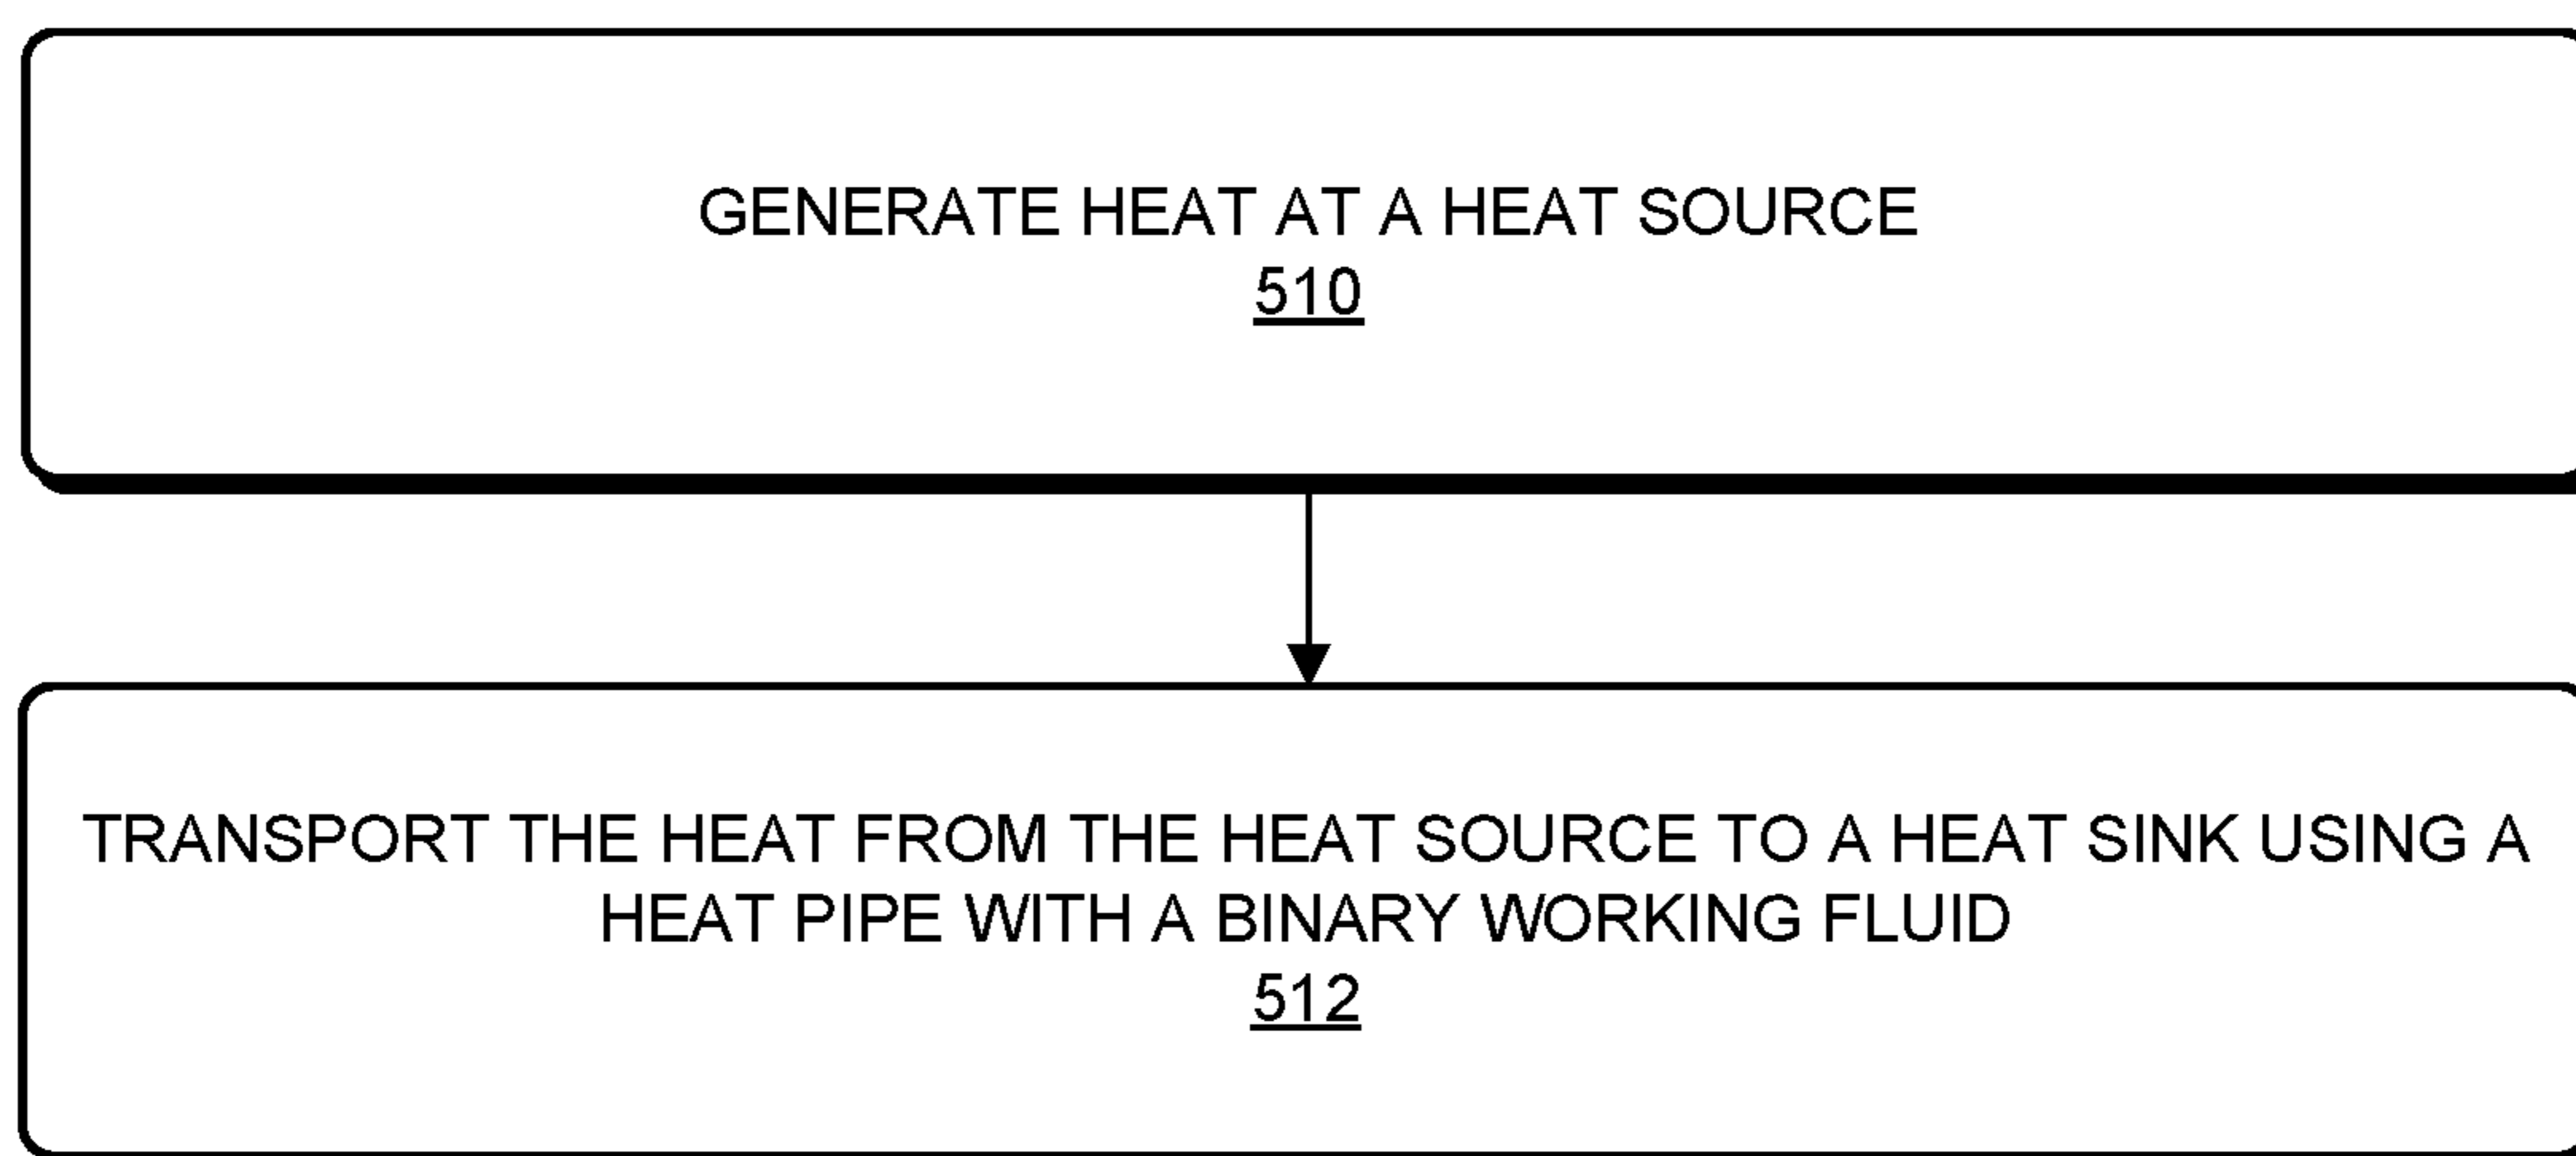 GENERATE HEAT AT A HEAT SOURCE
510
TRANSPORT THE HEAT FROM THE HEAT SOURCE TO A HEAT SINK USING A
HEAT PIPE WITH A BINARY WORKING FLUID
512